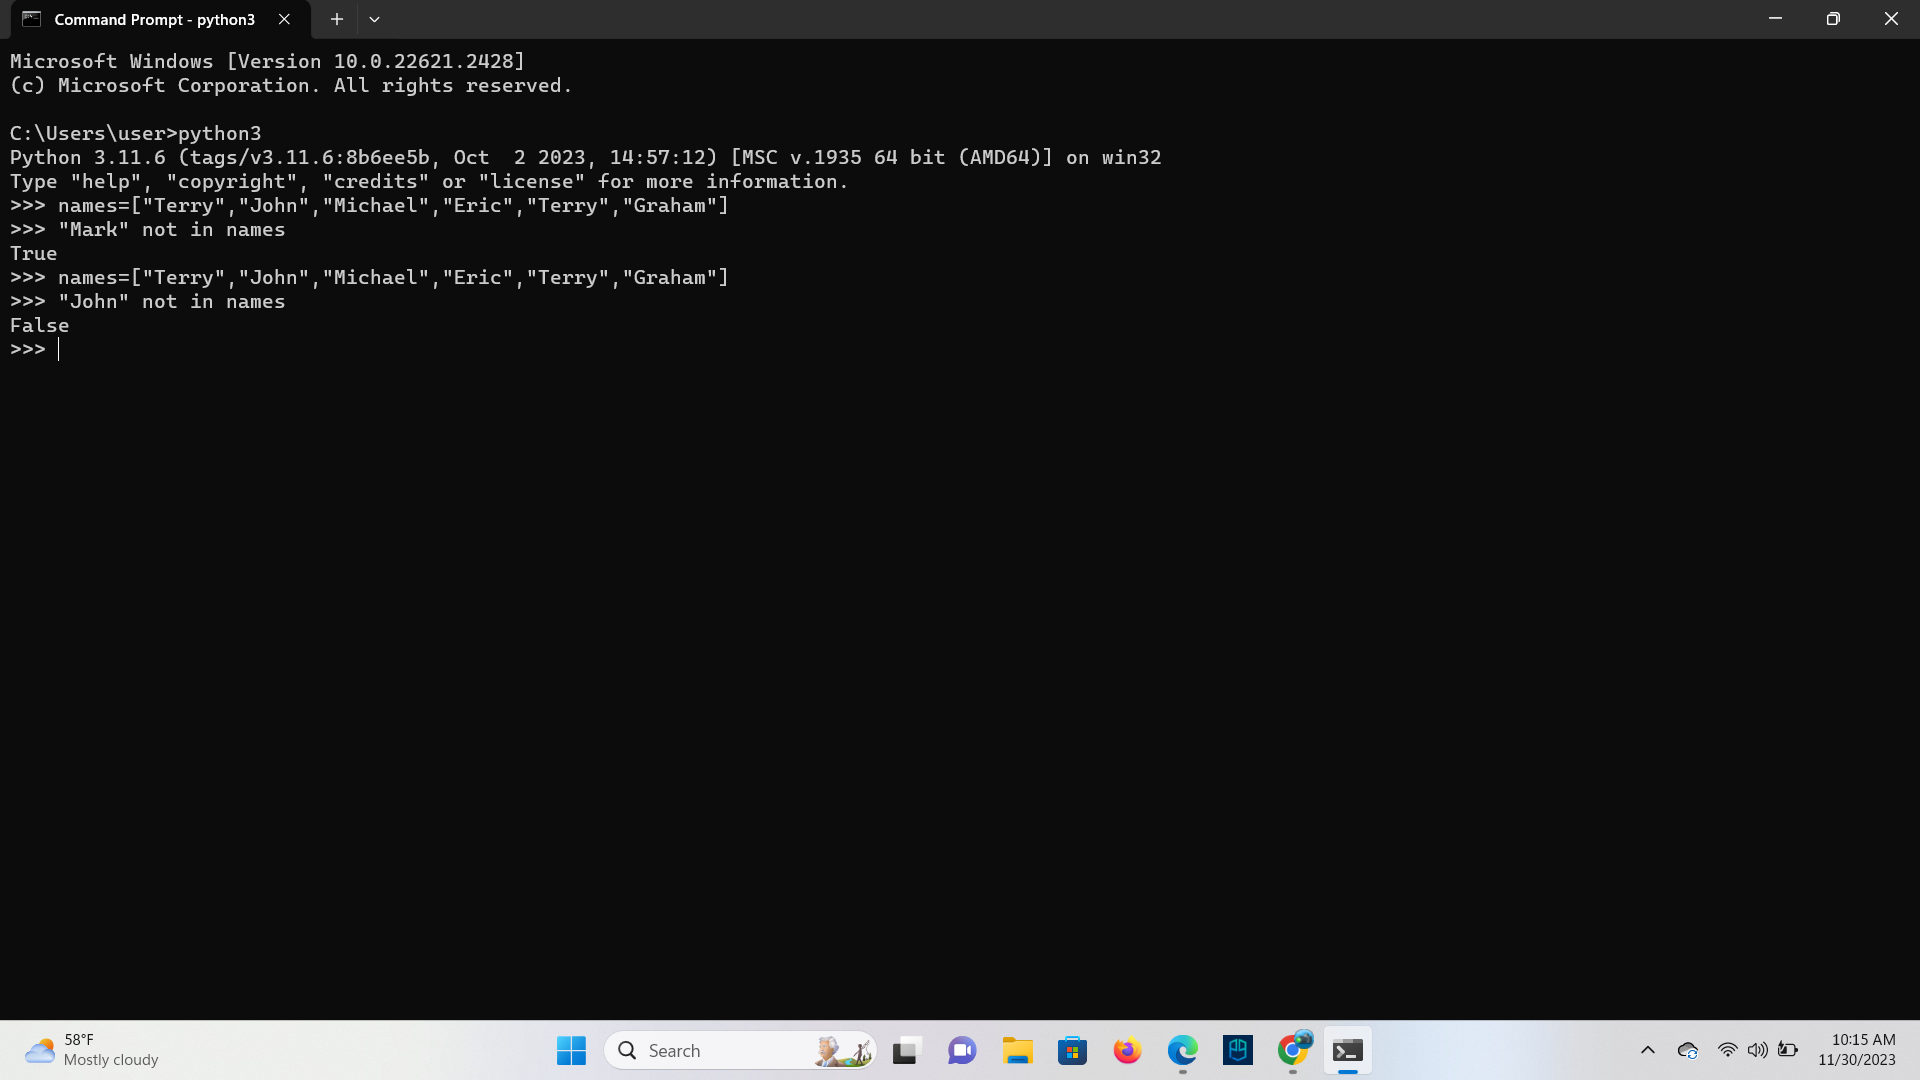 Command Prompt - python3
Microsoft Windows [Version 10.0.22621.2428]
(c) Microsoft Corporation. All rights reserved.
C:\Users\user>python3
Python 3.11.6 (tags/v3.11.6:8b6ee5b, Oct  2 2023, 14:57:12) [MSC v.1935 64 bit (AMD64)] on win32
Type "help", "copyright", "credits" or "license" for more information.
>>> names=["Terry","John","Michael","Eric","Terry","Graham"]
>>> "Mark" not in names
True
>>> names=["Terry","John","Michael","Eric","Terry","Graham"]
>>> "John" not in names
False
>>>
58°F
Mostly cloudy
Search
10:15 AM
11/30/2023